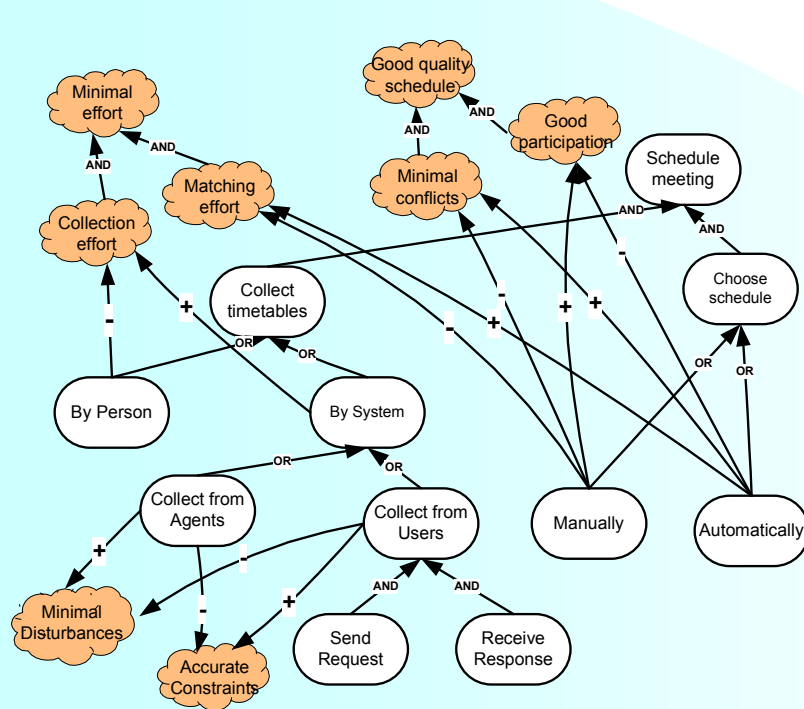 Good quality
schedule
Minimal
effort
AND
AND
Good
participation
AND
AND
Schedule
meeting
AND
Matching
effort
Minimal
conflicts
Collection
effort
AND
AND
Choose
schedule
-
Collect
timetables
-
+
-
+
+
-
+
OR
OR
OR
OR
By Person
By System
OR
OR
Collect from
Agents
Collect from
Users
Manually
Automatically
+
-
-
+
AND
AND
Minimal
Disturbances
Send
Request
Receive
Response
Accurate
Constraints